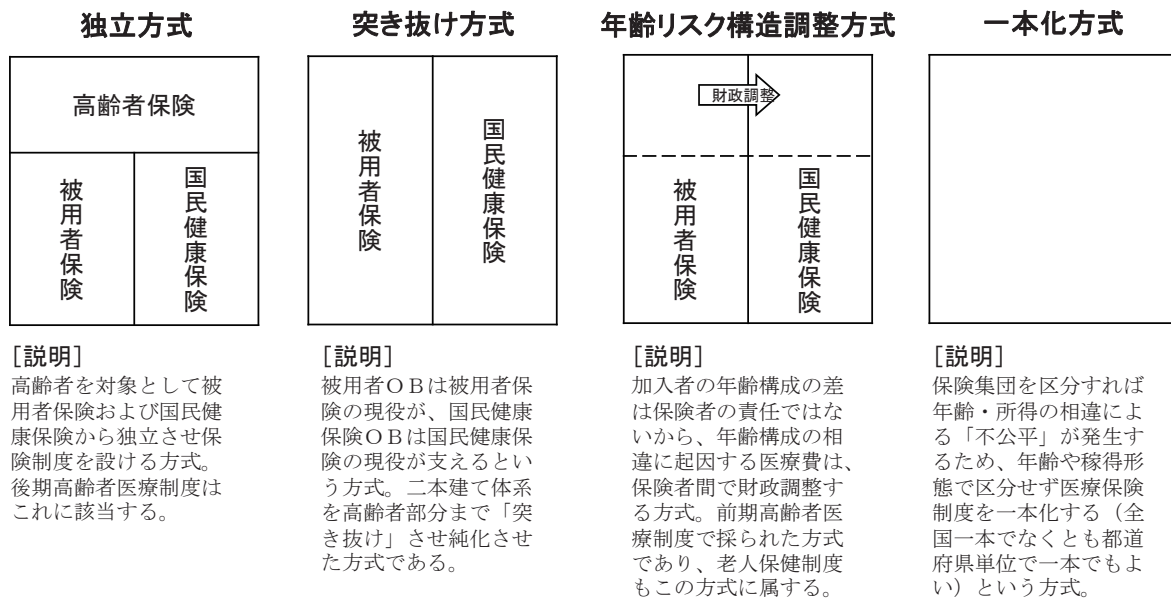 独立方式
高齢者保険
被用者保険
国民健康保険
[説明]
高齢者を対象として被
用者保険および国民健
康保険から独立させ保
険制度を設ける方式。
後期高齢者医療制度は
これに該当する。
突き抜け方式
被用者保険
国民健康保険
[説明]
被用者ＯＢは被用者保
険の現役が、国民健康
保険ＯＢは国民健康保
険の現役が支えるとい
う方式。二本建て体系
を高齢者部分まで「突
き抜け」させ純化させ
た方式である。
年齢リスク構造調整方式
財政調整
被用者保険
国民健康保険
[説明]
加入者の年齢構成の差
は保険者の責任ではな
いから、年齢構成の相
違に起因する医療費は、
保険者間で財政調整す
る方式。前期高齢者医
療制度で採られた方式
であり、老人保健制度
もこの方式に属する。
一本化方式
[説明]
保険集団を区分すれば
年齢・所得の相違によ
る「不公平」が発生す
るため、年齢や稼得形
態で区分せず医療保険
制度を一本化する（全
国一本でなくとも都道
府県単位で一本でもよ
い）という方式。